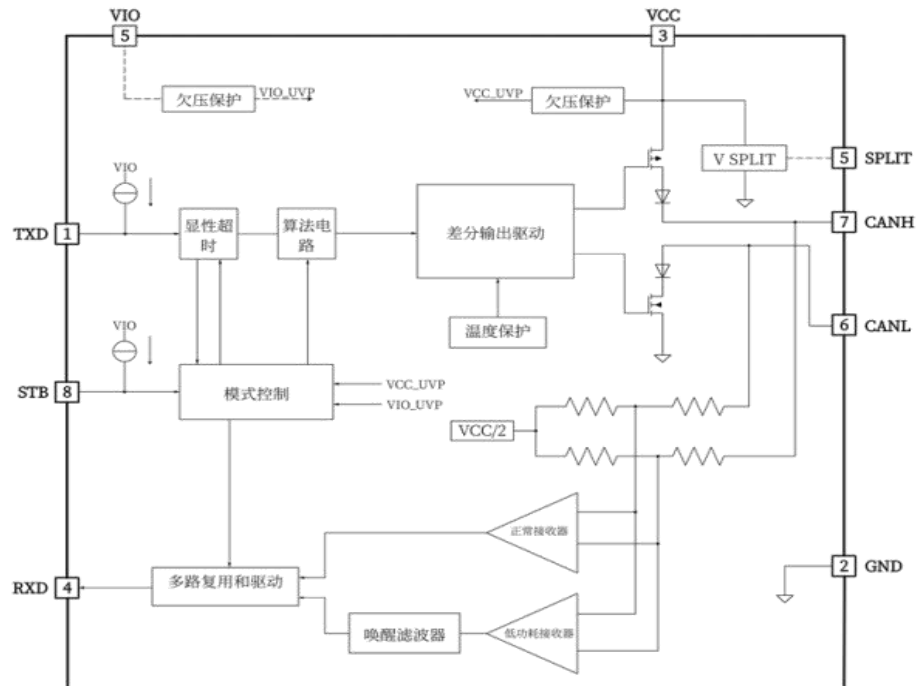 VIO
VCC
5
3
欠压保护
VIO_UVP
VCC_UVP
欠压保护
V SPLIT
5
SPLIT
VIO
TXD
1
显性超
时
算法电
路
差分输出驱动
7
CANH
温度保护
6
CANL
VIO
STB
8
模式控制
VCC_UVP
VIO_UVP
VCC/2
正常接收器
RXD
4
多路复用和驱动
2
GND
唤醒滤波器
低功耗接收器